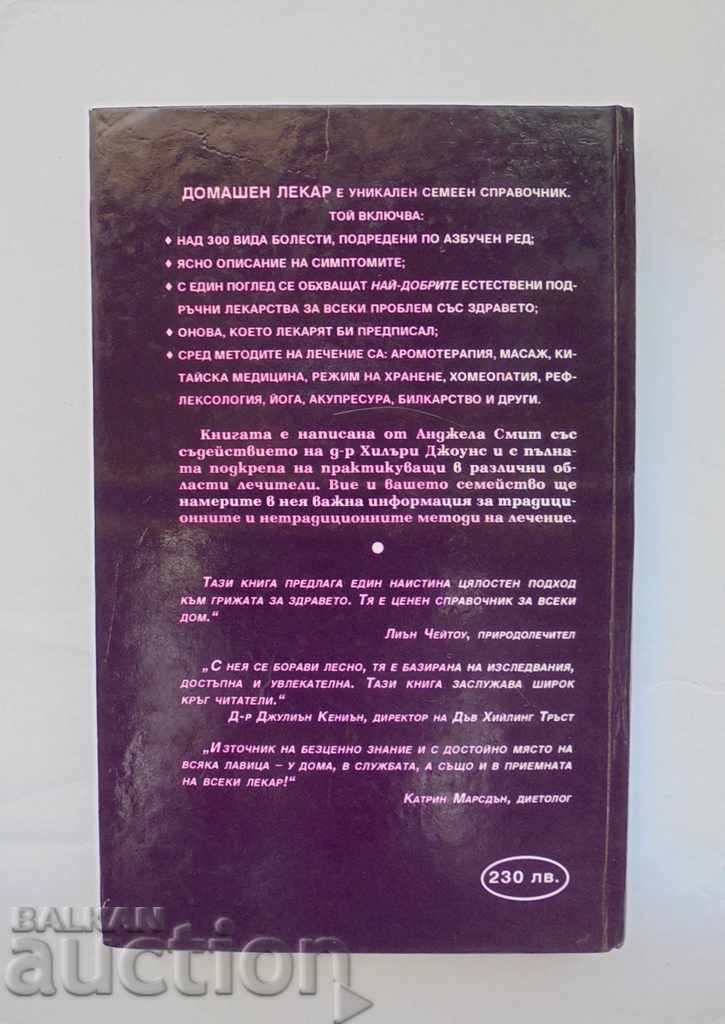 ДОМАШЕН ЛЕКАР Е УНИКАЛЕН СЕМЕЕН СПРАВОЧНИК.
ТОЙ ВКЛЮЧВА:
♦ НАД 300 ВИДА БОЛЕСТИ, ПОДРЕДЕНИ ПО АЗБУЧЕН РЕД;
♦ ЯСНО ОПИСАНИЕ НА СИМПТОМИТЕ;
♦ С ЕДИН ПОГЛЕД СЕ ОБХВАЩАТ НАЙ-ДОБРИТЕ ЕСТЕСТВЕНИ ПОД-
РЪЧНИ ЛЕКАРСТВА ЗА ВСЕКИ ПРОБЛЕМ СЪС ЗДРАВЕТО;
♦ ОНОВА, КОЕТО ЛЕКАРЯТ БИ ПРЕДПИСАЛ;
♦ СРЕД МЕТОДИТЕ НА ЛЕЧЕНИЕ СА: АРОМОТЕРАПИЯ, МАСАЖ, КИ-
ТАЙСКА МЕДИЦИНА, РЕЖИМ НА ХРАНЕНЕ, ХОМЕОПАТИЯ, РЕФ-
ЛЕКСОЛОГИЯ, ЙОГА, АКУПРЕСУРА, БИЛКАРСТВО И ДРУГИ.
Книгата е написана от Анджела Смит със
съдействието на д-р Хилъри Джоунс и с пълна-
та подкрепа на практикуващи в различни об-
ласти лечители. Вие и вашето семейство ще
намерите в нея важна информация за традици-
онните и нетрадиционните методи на лечение.
ТАЗИ КНИГА ПРЕДЛАГА ЕДИН НАИСТИНА ЦЯЛОСТЕН ПОДХОД
КЪМ ГРИЖАТА ЗА ЗДРАВЕТО. ТЯ Е ЦЕНЕН СПРАВОЧНИК ЗА ВСЕКИ
ДОМ.“
ЛИЪН ЧЕЙТОУ, ПРИРОДОЛЕЧИТЕЛ
„С НЕЯ СЕ БОРАВИ ЛЕСНО, ТЯ Е БАЗИРАНА НА ИЗСЛЕДВАНИЯ,
ДОСТЪПНА И УВЛЕКАТЕЛНА. ТАЗИ КНИГА ЗАСЛУЖАВА ШИРОК
КРЪГ ЧИТАТЕЛИ.“
Д-Р ДЖУЛИЪН КЕНИЪН, ДИРЕКТОР НА ДЪВ ХИЙЛИНГ ТРЪСТ
„ИЗТОЧНИК НА БЕЗЦЕННО ЗНАНИЕ И С ДОСТОЙНО МЯСТО НА
ВСЯКА ЛАВИЦА – У ДОМА, В СЛУЖБАТА, А СЪЩО И В ПРИЕМНАТА
НА ВСЕКИ ЛЕКАР!“
КАТРИН МАРСДЪН, ДИЕТОЛОГ
230 лв.
BALKAN
auction